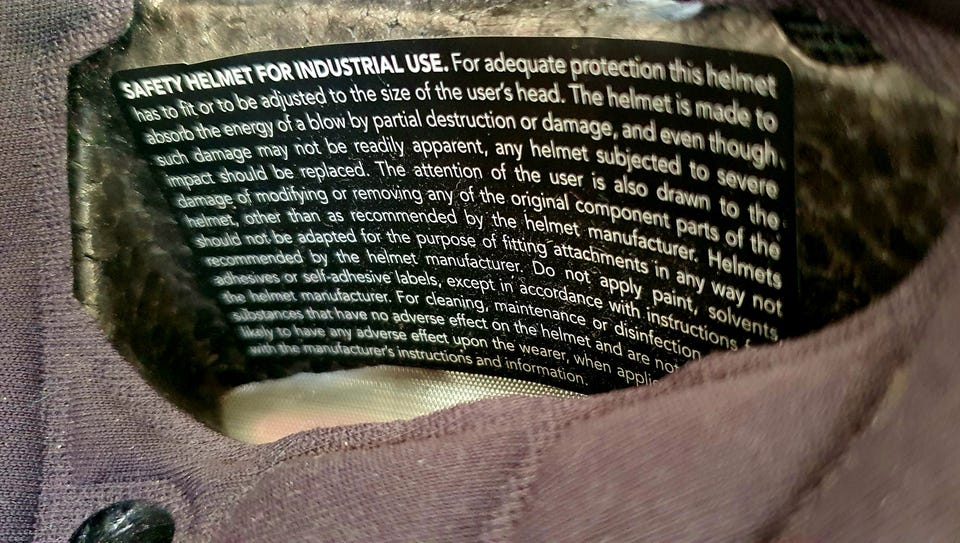 SAFETY HELMET FOR INDUSTRIAL USE. For adequate protection this helmet
has to fit or to be adjusted to the size of the user's head. The helmet is made to
absorb the energy of a blow by partial destruction or damage, and even though
such damage may not be readily apparent, any helmet subjected to severe
impact should be replaced. The attention of the user is also drawn to the
damage of modifying or removing any of the original component parts of the
helmet, other than as recommended by the helmet manufacturer. Helmets
should not be adapted for the purpose of fitting attachments in any way not
recommended by the helmet manufacturer. Do not apply paint, solvents,
adhesives or self-adhesive labels, except in accordance with instructions
the helmet manufacturer. For cleaning, maintenance or disinfection,
substances that have no adverse effect on the helmet and are not
likely to have any adverse effect upon the wearer, when
with the manufacturer's instructions and information.